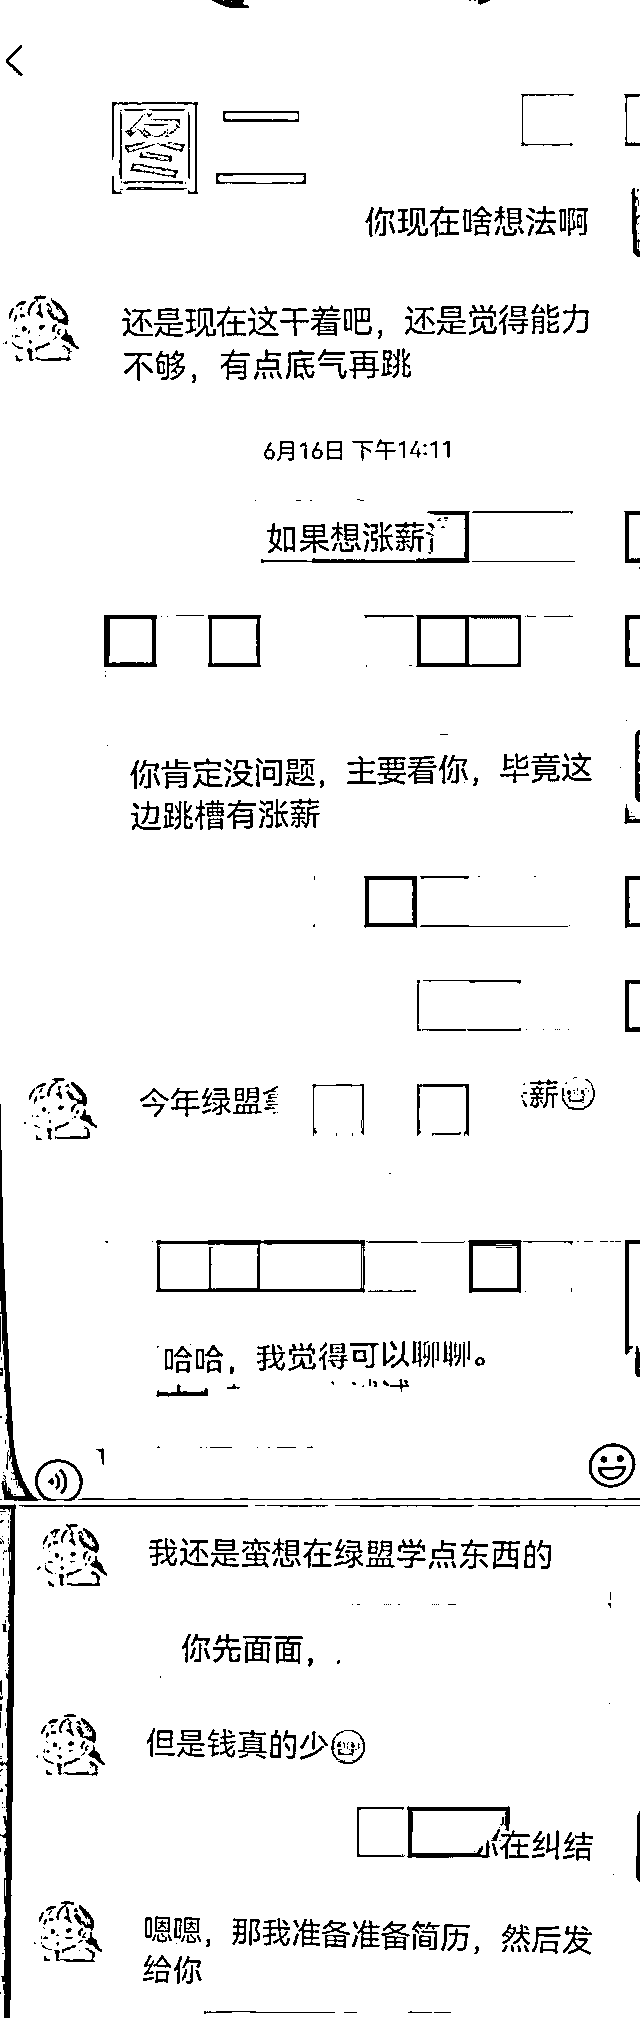 图二
你现在啥想法啊
还是现在这干着吧，还是觉得能力
不够，有点底气再跳
6月16日 下午14:11
如果想涨薪
你肯定没问题，主要看你，毕竟这
边跳槽有涨薪
今年绿盟
薪
哈哈，我觉得可以聊聊。
我还是蛮想在绿盟学点东西的
你先面面，
但是钱真的少
在纠结
嗯嗯，那我准备准备简历，然后发
给你